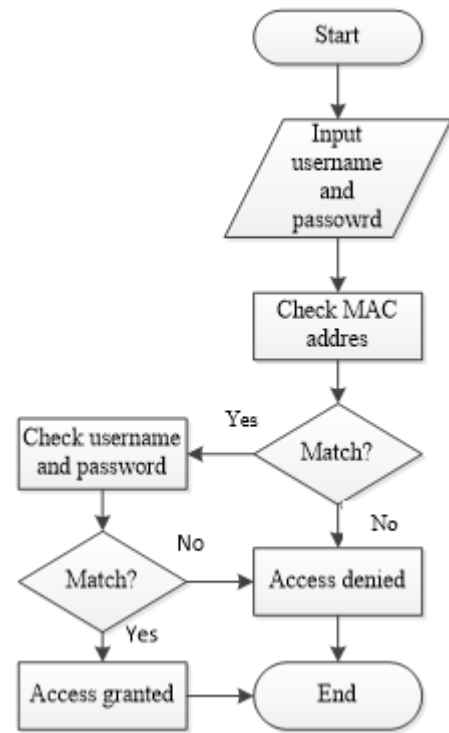 Start
Input
username
and
passowrd
Check MAC
addres
Yes
Check username
and password
Match?
No
No
Match?
Access denied
Yes
Access granted
End